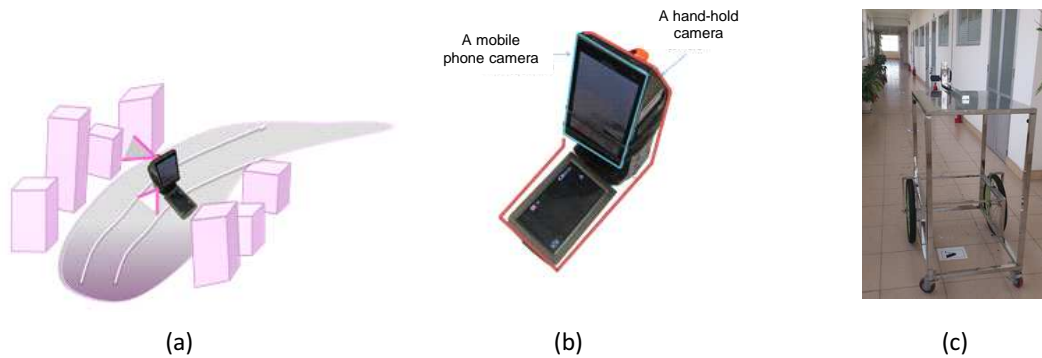 A mobile
phone camera
A hand-hold
camera
(a)
(b)
(c)